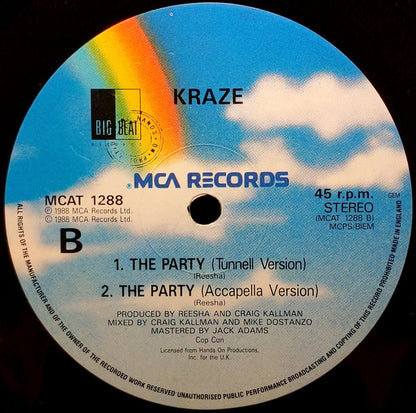 KRAZE
BIG BEAT
HANDS ON
®MCA RECORDS
MCAT 1288
℗ 1988 MCA Records Ltd.
© 1988 MCA Records Ltd.
B
45 r.p.m.
GEM
STEREO
(MCAT 1288 B)
MCPS/BIEM
1. THE PARTY (Tunnell Version)
(Reesha)
2. THE PARTY (Accapella Version)
(Reesha)
PRODUCED BY REESHA AND CRAIG KALLMAN
MIXED BY CRAIG KALLMAN AND MIKE DOSTANZO
MASTERED BY JACK ADAMS
Cop Con
Licensed from Hands On Productions,
Inc. for the U.K.
ALL RIGHTS OF THE MANUFACTURER AND OF THE OWNER OF THE RECORDED WORK RESERVED UNAUTHORISED PUBLIC PERFORMANCE BROADCASTING AND COPYING OF THIS RECORD PROHIBITED MADE IN ENGLAND